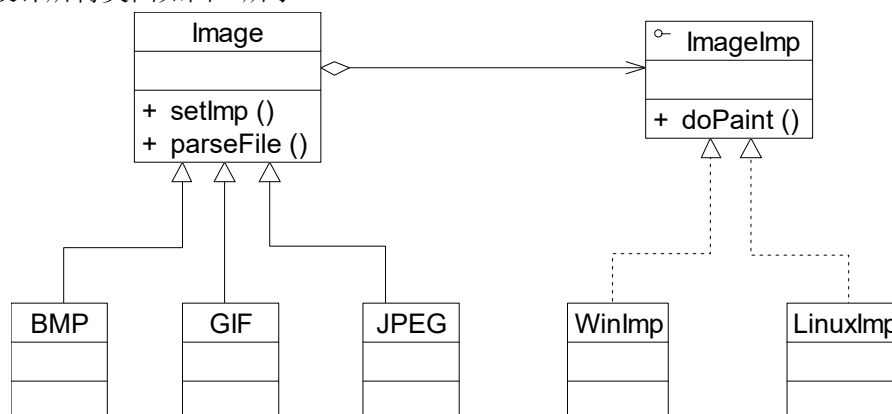 Image
+ setImp ()
+ parseFile ()
ImageImp
+ doPaint ()
BMP
GIF
JPEG
WinImp
LinuxImp